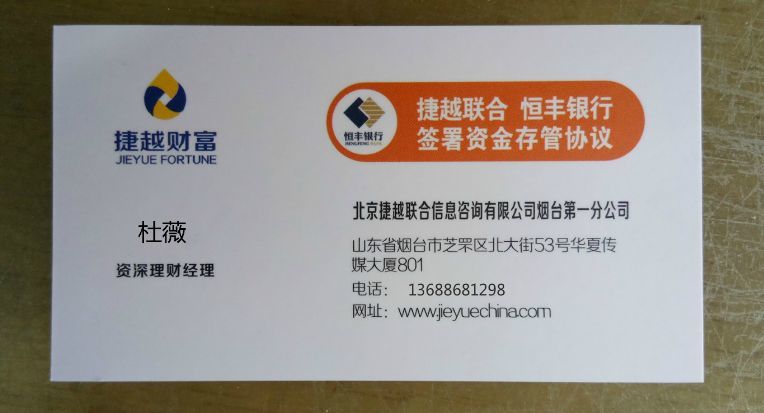 捷越财富
JIEYUE FORTUNE
杜薇
资深理财经理
恒丰银行
捷越联合 恒丰银行
签署资金存管协议
北京捷越联合信息咨询有限公司烟台第一分公司
山东省烟台市芝罘区北大街53号华夏传
媒大厦801
电话: 13688681298
网址: www.jieyuechina.com